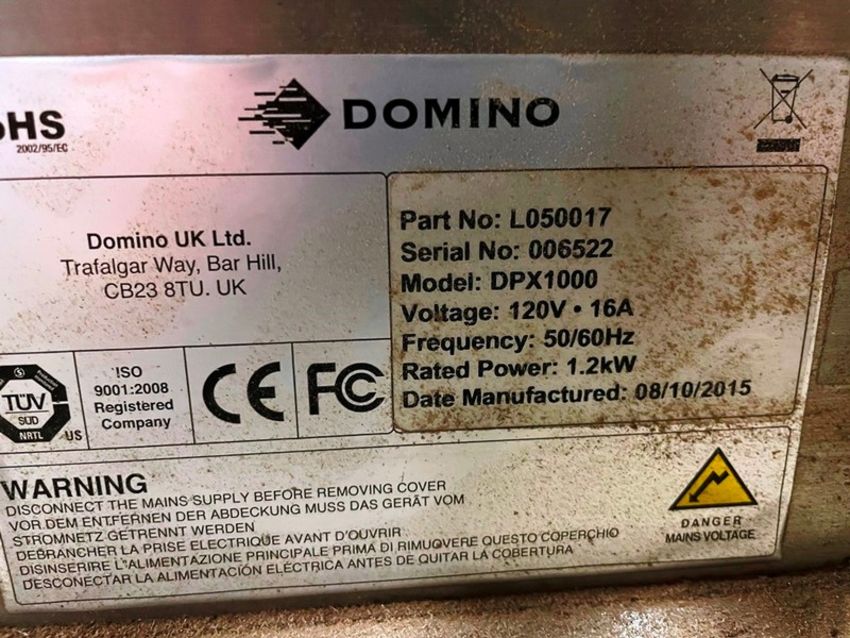 HS
2002/95/EC
DOMINO
Domino UK Ltd.
Trafalgar Way, Bar Hill,
CB23 8TU. UK
Part No: L050017
Serial No: 006522
Model: DPX1000
Voltage: 120V • 16A
Frequency: 50/60Hz
Rated Power: 1.2kW
Date Manufactured: 08/10/2015
TÜV
SÜD
NRTL
US
ISO
9001:2008
Registered
Company
CE
FC
WARNING
DISCONNECT THE MAINS SUPPLY BEFORE REMOVING COVER
VOR DEM ENTFERNEN DER ABDECKUNG MUSS DAS GERÄT VOM
STROMNETZ GETRENNT WERDEN
DEBRANCHER LA PRISE ELECTRIQUE AVANT D'OUVRIR
DISINSERIRE L'ALIMENTAZIONE PRINCIPALE PRIMA DI RIMUOVERE QUESTO COPERCHIO
DESCONECTAR LA ALIMENTACIÓN ELÉCTRICA ANTES DE QUITAR LA COBERTURA
DANGER
MAINS VOLTAGE